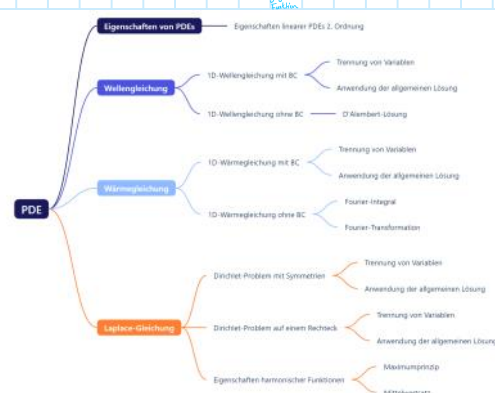 Eigenschaften von PDEs
Eigenschaften linearer PDEs 2. Ordnung
Wellengleichung
1D-Wellengleichung mit BC
Trennung von Variablen
Anwendung der allgemeinen Lösung
1D-Wellengleichung ohne BC
D'Alembert-Lösung
PDE
Wärmegleichung
1D-Wärmegleichung mit BC
Trennung von Variablen
Anwendung der allgemeinen Lösung
1D-Wärmegleichung ohne BC
Fourier-Integral
Fourier-Transformation
Laplace-Gleichung
Dirichlet-Problem mit Symmetrien
Trennung von Variablen
Anwendung der allgemeinen Lösung
Dirichlet-Problem auf einem Rechteck
Trennung von Variablen
Anwendung der allgemeinen Lösung
Eigenschaften harmonischer Funktionen
Maximumprinzip